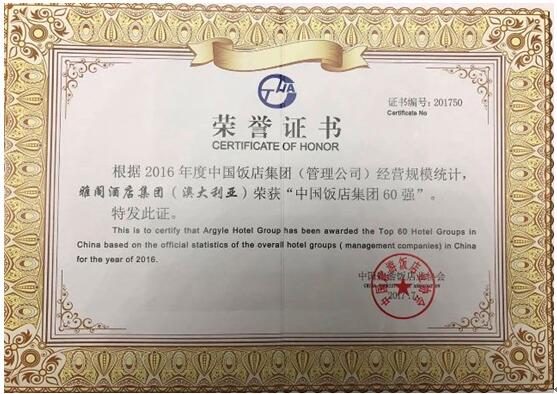 证书编号: 201750
Certificate No
荣誉证书
CERTIFICATE OF HONOR
根据 2016 年度中国饭店集团（管理公司）经营规模统计，
雅阁酒店集团（澳大利亚）荣获“中国饭店集团 60 强”。
特发此证。
This is to certify that Argyle Hotel Group has been awarded the Top 60 Hotel Groups in
China based on the official statistics of the overall hotel groups ( management companies) in China
for the year of 2016.
中国旅游饭店业协会
2017.7